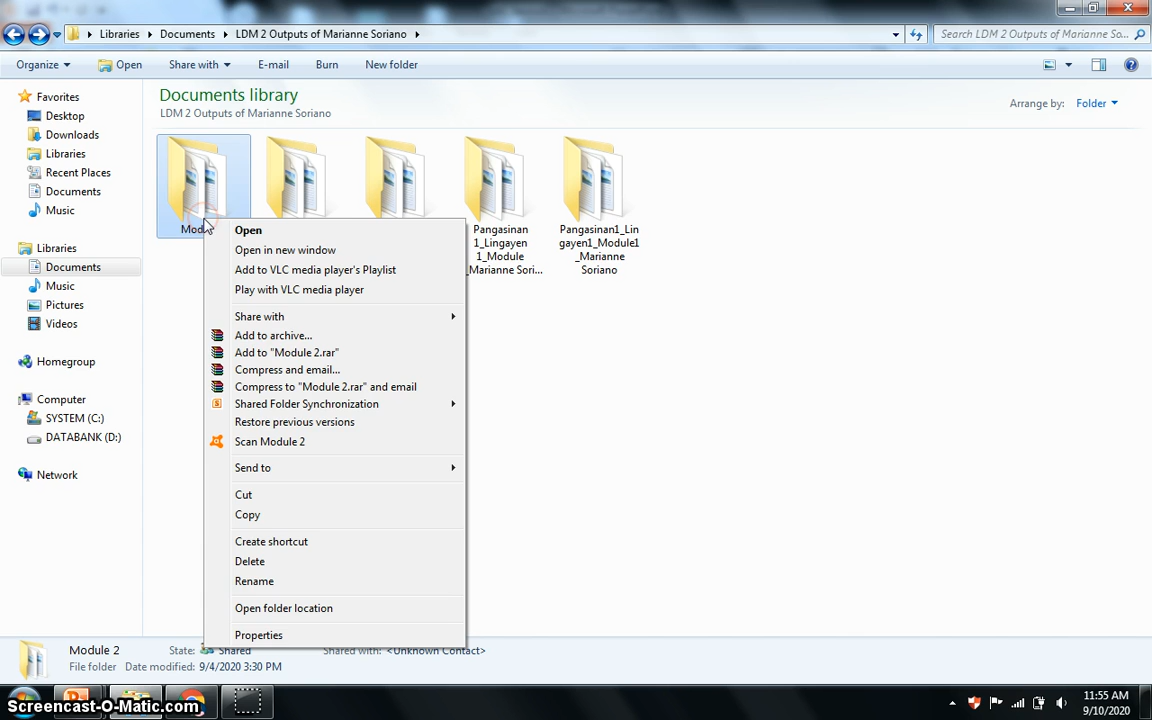 Libraries
Documents
LDM 2 Outputs of Marianne Soriano
Search LDM 2 Outputs of Marianne So...
Organize
Open
Share with
E-mail
Burn
New folder
Favorites
Desktop
Downloads
Libraries
Recent Places
Documents
Music
Libraries
Documents
Music
Pictures
Videos
Homegroup
Computer
SYSTEM (C:)
DATABANK (D:)
Network
Documents library
LDM 2 Outputs of Marianne Soriano
Arrange by:
Folder
Pangasinan
1_Lingayen
1_Module
_Marianne Sori...
Pangasinan1_Lin
gayen1_Module1
_Marianne
Soriano
Open
Open in new window
Add to VLC media player's Playlist
Play with VLC media player
Share with
Add to archive...
Add to "Module 2.rar"
Compress and email...
Compress to "Module 2.rar" and email
Shared Folder Synchronization
Restore previous versions
Scan Module 2
Send to
Cut
Copy
Create shortcut
Delete
Rename
Open folder location
Properties
Module 2
State:
Shared
Shared with: <Unknown Contact>
File folder
Date modified: 9/4/2020 3:30 PM
Screencast-O-Matic.com
11:55 AM
9/10/2020